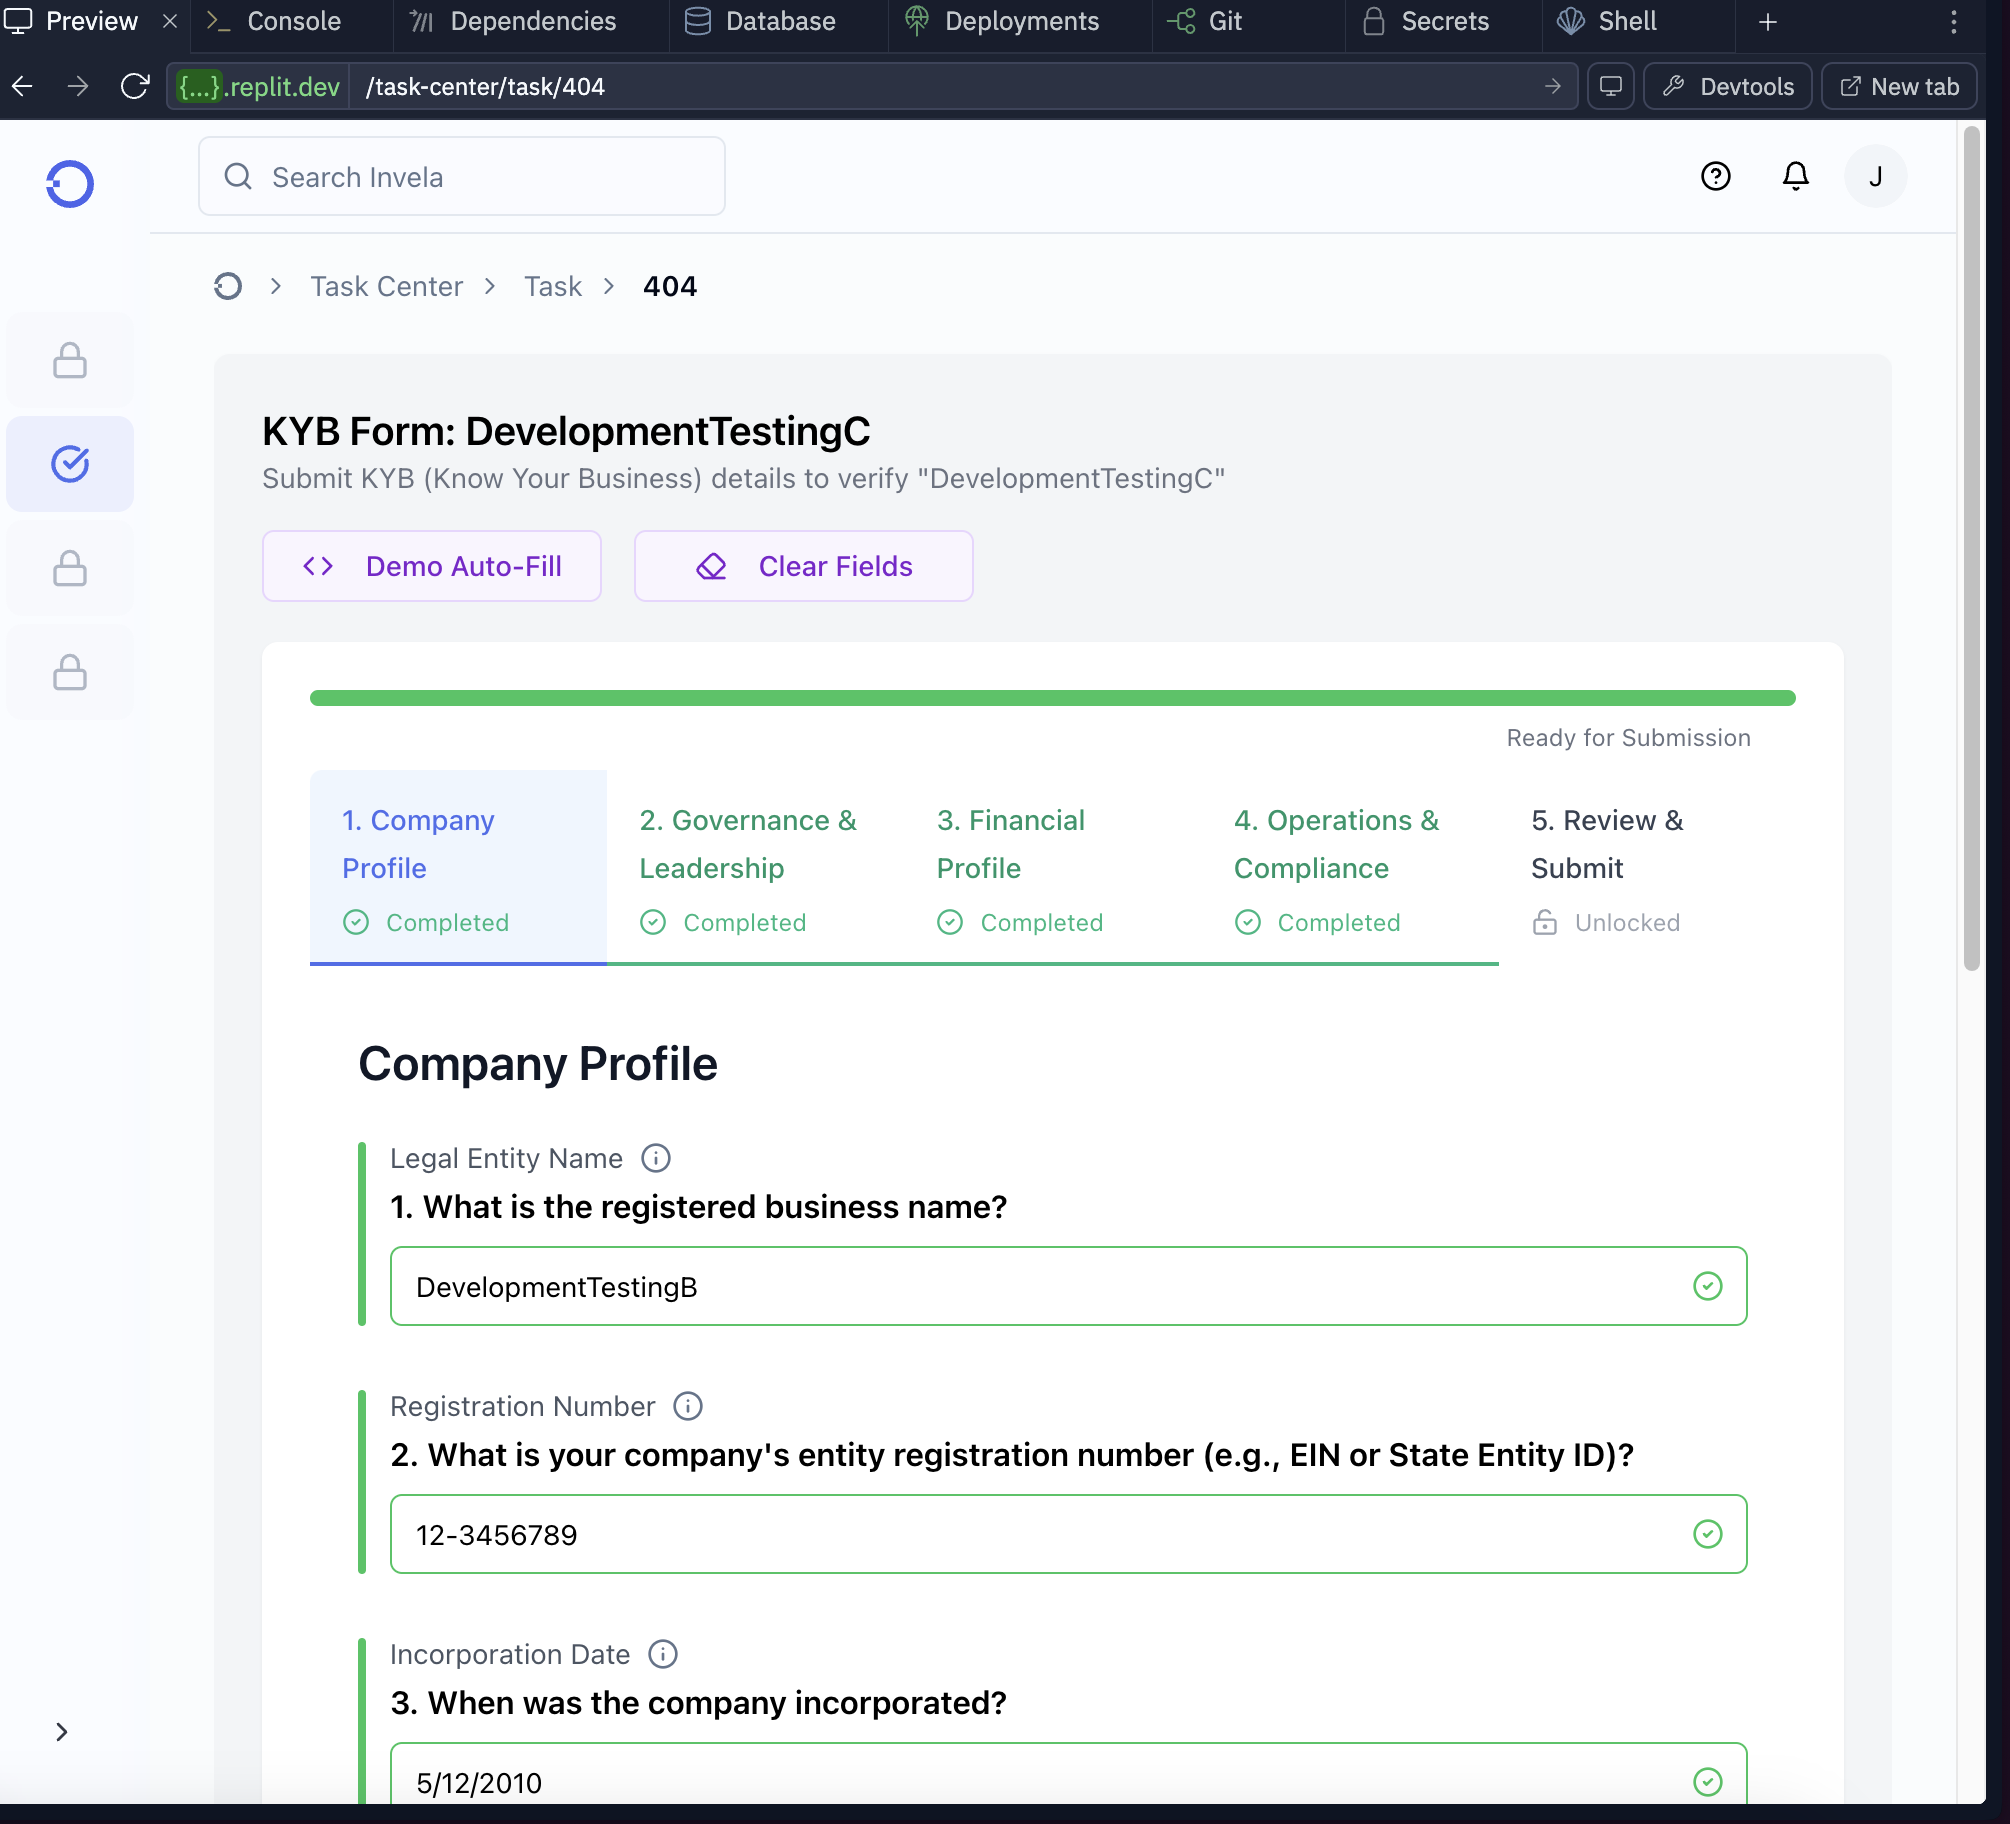 Preview
Console
Dependencies
Database
Deployments
Git
Secrets
Shell
{...}.replit.dev
/task-center/task/404
Devtools
New tab
Search Invela
J
Task Center
Task
404
KYB Form: DevelopmentTestingC
Submit KYB (Know Your Business) details to verify "DevelopmentTestingC"
Demo Auto-Fill
Clear Fields
Ready for Submission
1. Company
Profile
Completed
2. Governance &
Leadership
Completed
3. Financial
Profile
Completed
4. Operations &
Compliance
Completed
5. Review &
Submit
Unlocked
Company Profile
Legal Entity Name
1. What is the registered business name?
DevelopmentTestingB
Registration Number
2. What is your company's entity registration number (e.g., EIN or State Entity ID)?
12-3456789
Incorporation Date
3. When was the company incorporated?
5/12/2010